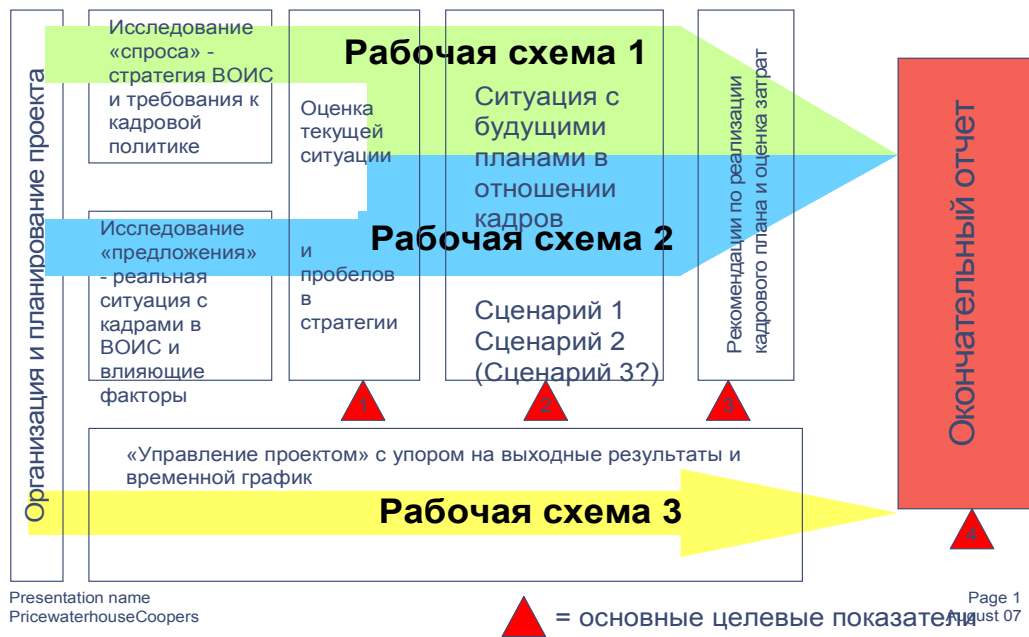 Организация и планирование проекта
Исследование
«спроса» -
стратегия ВОИС
и требования к
кадровой
политике
Исследование
«предложения»
- реальная
ситуация с
кадрами в
ВОИС и
влияющие
факторы
Оценка
текущей
ситуации
и
пробелов
в
стратегии
Рабочая схема 1
Ситуация с
будущими
планами в
отношении
кадров
Рабочая схема 2
Сценарий 1
Сценарий 2
(Сценарий 3?)
Рекомендации по реализации
кадрового плана и оценка затрат
Окончательный отчет
1
2
3
«Управление проектом» с упором на выходные результаты и
временной график
Рабочая схема 3
4
Presentation name
PricewaterhouseCoopers
= основные целевые показатели
Page 1
August 07